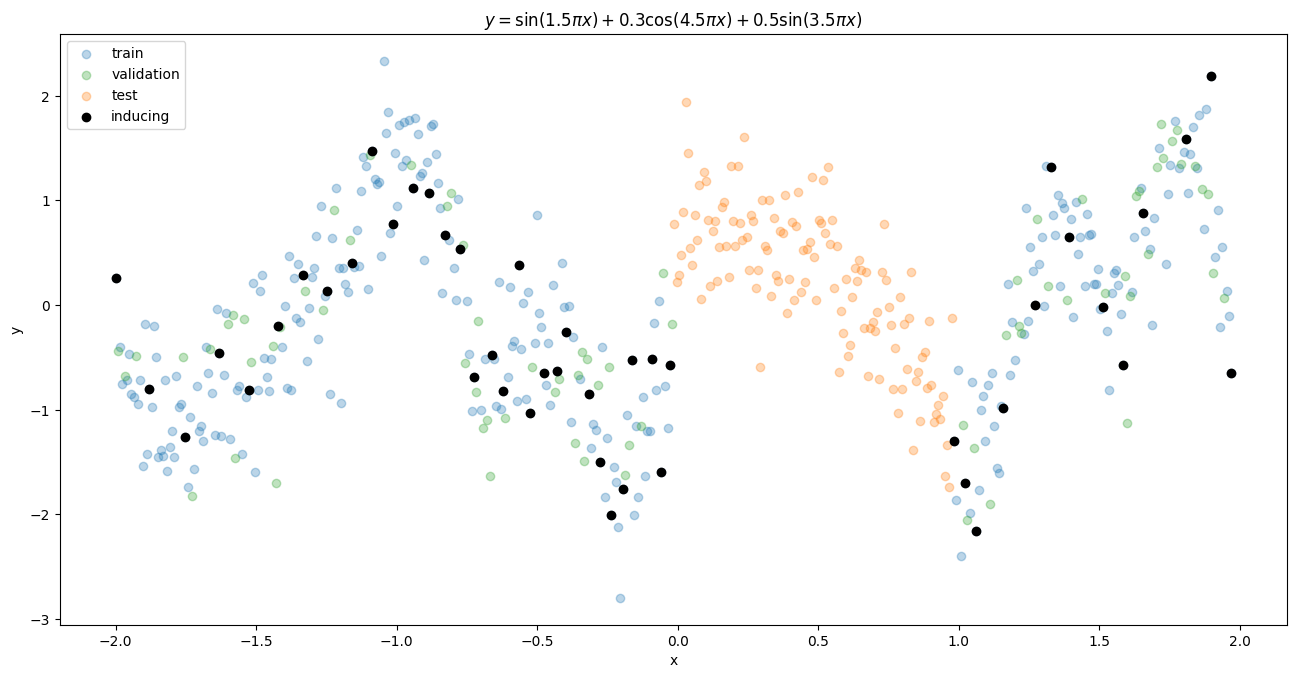 y = sin(1.5πx) + 0.3cos(4.5πx) + 0.5sin(3.5πx)
train
validation
test
inducing
2
1
0
−1
−2
−3
y
−2.0 −1.5 −1.0 −0.5 0.0 0.5 1.0 1.5 2.0
x